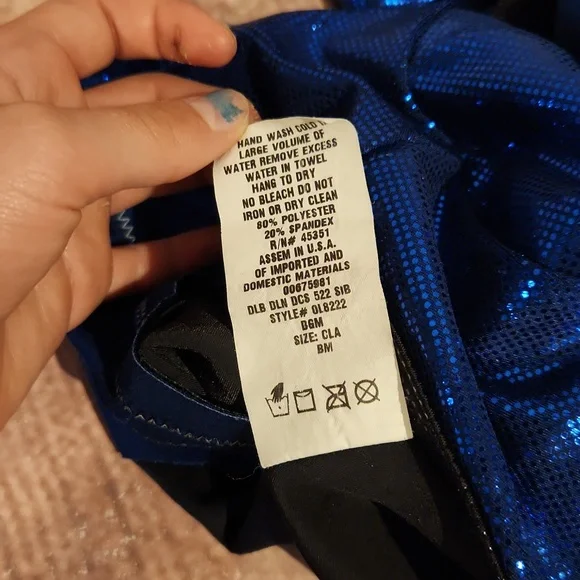 HAND WASH COLD IN
LARGE VOLUME OF
WATER REMOVE EXCESS
WATER IN TOWEL
HANG TO DRY
NO BLEACH DO NOT
IRON OR DRY CLEAN
80% POLYESTER
20% SPANDEX
R/N# 45351
ASSEM IN U.S.A.
OF IMPORTED AND
DOMESTIC MATERIALS
00675981
DLB DLN DCS 522 SIB
STYLE# 0L8222
DGM
SIZE: CLA
BM